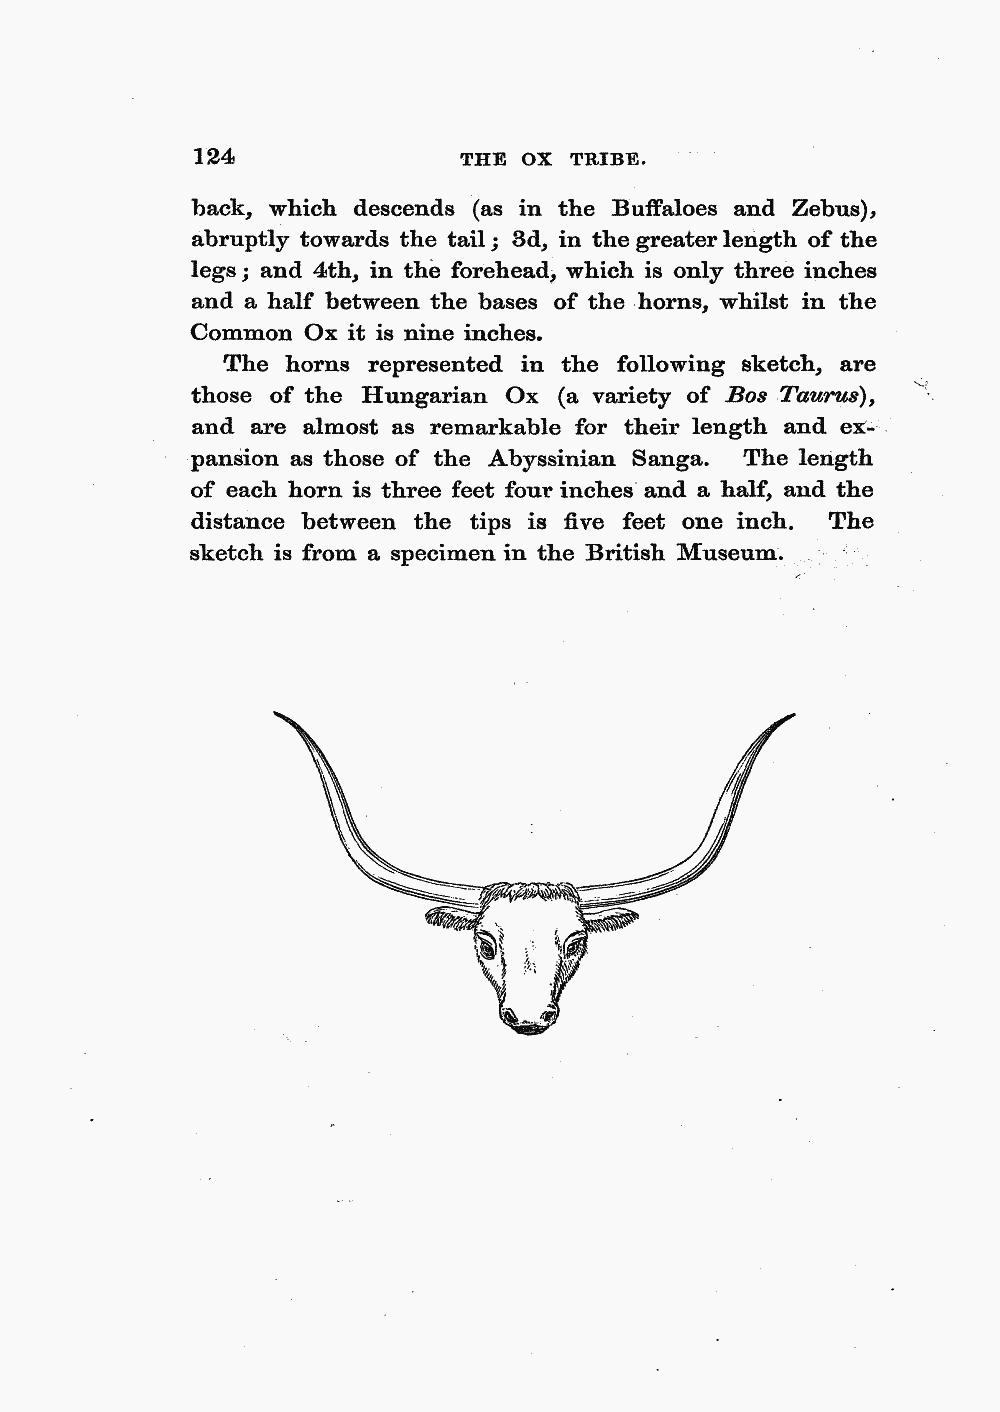 124 THE OX TRIBE.
back, which descends (as in the Buffaloes and Zebus),
abruptly towards the tail; 3d, in the greater length of the
legs; and 4th, in the forehead, which is only three inches
and a half between the bases of the horns, whilst in the
Common Ox it is nine inches.
The horns represented in the following sketch, are
those of the Hungarian Ox (a variety of Bos Taurus),
and are almost as remarkable for their length and ex-
pansion as those of the Abyssinian Sanga. The length
of each horn is three feet four inches and a half, and the
distance between the tips is five feet one inch. The
sketch is from a specimen in the British Museum.